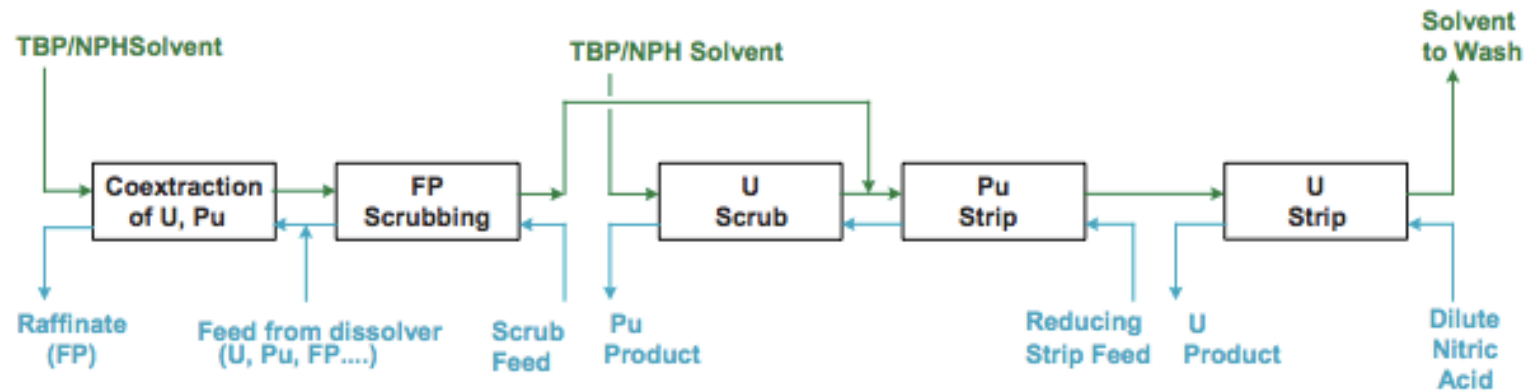 TBP/NPHSolvent
TBP/NPH Solvent
Solvent
to Wash
Coextraction
of U, Pu
FP
Scrubbing
U
Scrub
Pu
Strip
U
Strip
Raffinate
(FP)
Feed from dissolver
(U, Pu, FP....)
Scrub
Feed
Pu
Product
Reducing
Strip Feed
U
Product
Dilute
Nitric
Acid